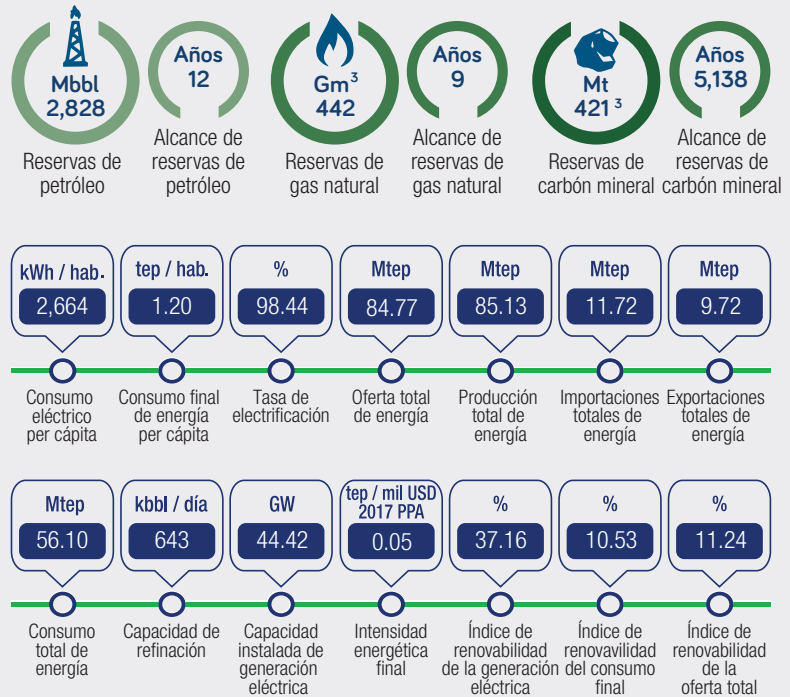 Mbbl
2,828
Reservas de
petróleo
Años
12
Alcance de
reservas de
petróleo
Gm³
442
Reservas de
gas natural
Años
9
Alcance de
reservas de
gas natural
Mt
421 ³
Reservas de
carbón mineral
Años
5,138
Alcance de
reservas de
carbón mineral
kWh / hab.
2,664
Consumo
eléctrico
per cápita
tep / hab.
1.20
Consumo final
de energía
per cápita
%
98.44
Tasa de
electrificación
Mtep
84.77
Oferta total
de energía
Mtep
85.13
Producción
total de
energía
Mtep
11.72
Importaciones
totales de
energía
Mtep
9.72
Exportaciones
totales de
energía
Mtep
56.10
Consumo
total de
energía
kbbl / día
643
Capacidad de
refinación
GW
44.42
Capacidad
instalada de
generación
eléctrica
tep / mil USD
2017 PPA
0.05
Intensidad
energética
final
%
37.16
Índice de
renovabilidad
de la generación
eléctrica
%
10.53
Índice de
renovavilidad
del consumo
final
%
11.24
Índice de
renovabilidad
de la
oferta total